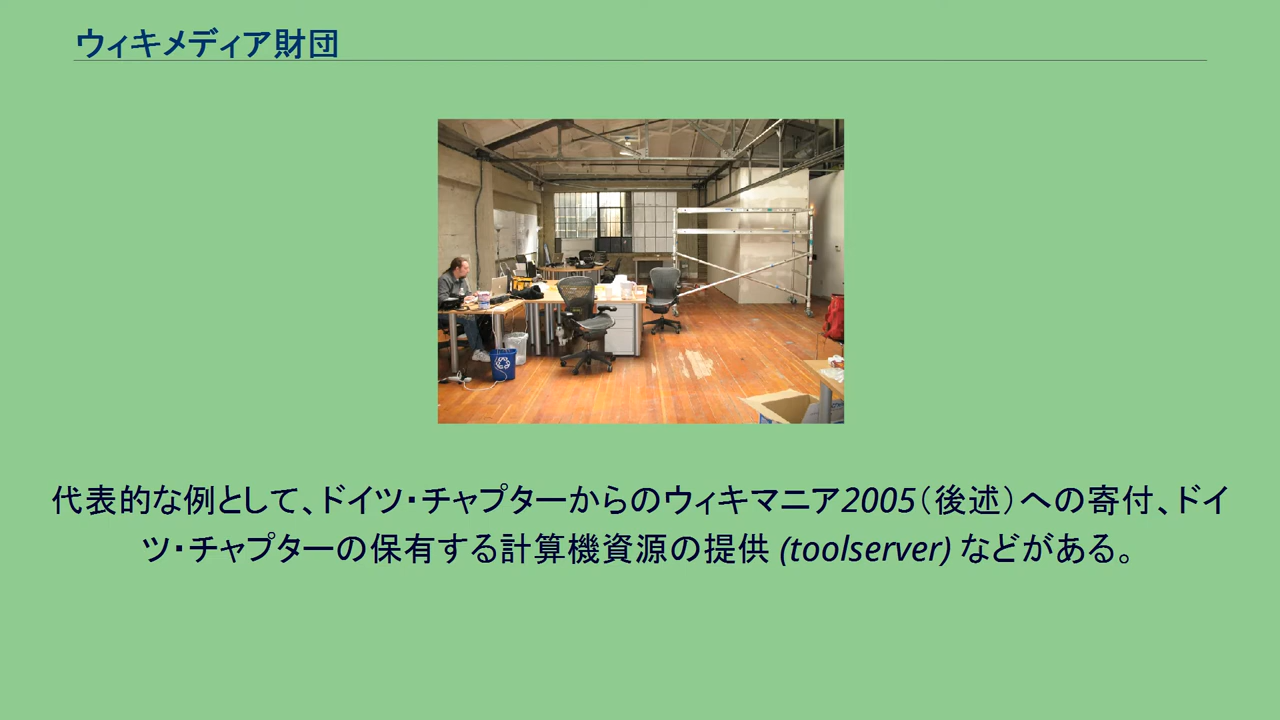 ウィキメディア財団
代表的な例として、ドイツ・チャプターからのウィキマニア2005（後述）への寄付、ドイ
ツ・チャプターの保有する計算機資源の提供 (toolserver) などがある。